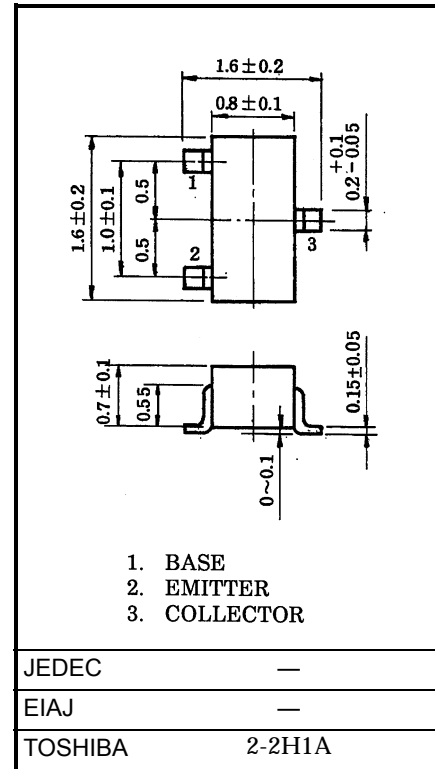 1.6±0.2
0.8±0.1
1
2
3
1.6±0.2
1.0±0.1
0.5
0.5
+0.1
0.2-0.05
0.7±0.1
0.55
0.15±0.05
0~0.1
1. BASE
2. EMITTER
3. COLLECTOR
JEDEC —
EIAJ —
TOSHIBA 2-2H1A